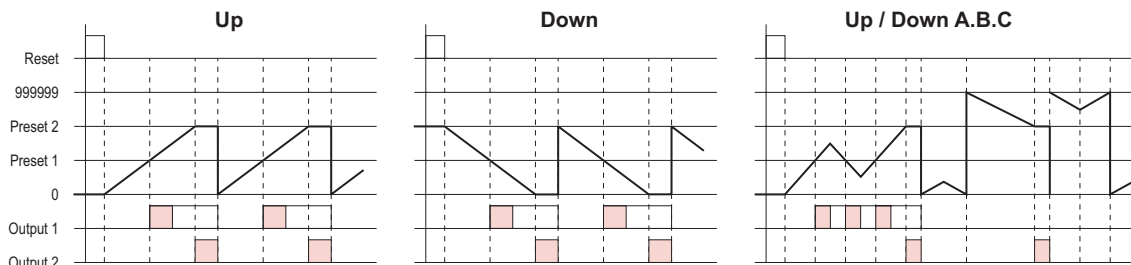 Up
Down
Up / Down A.B.C
Reset
999999
Preset 2
Preset 1
0
Output 1
Output 2